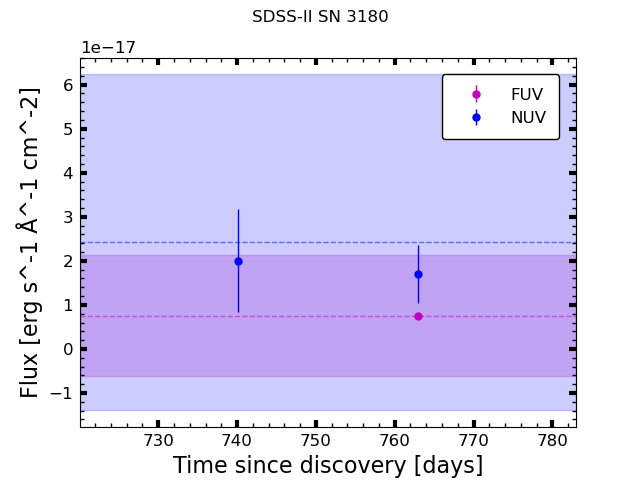 SDSS-II SN 3180
1e−17
FUV
NUV
6
5
4
3
2
1
0
−1
Flux [erg s^-1 Å^-1 cm^-2]
730 740 750 760 770 780
Time since discovery [days]